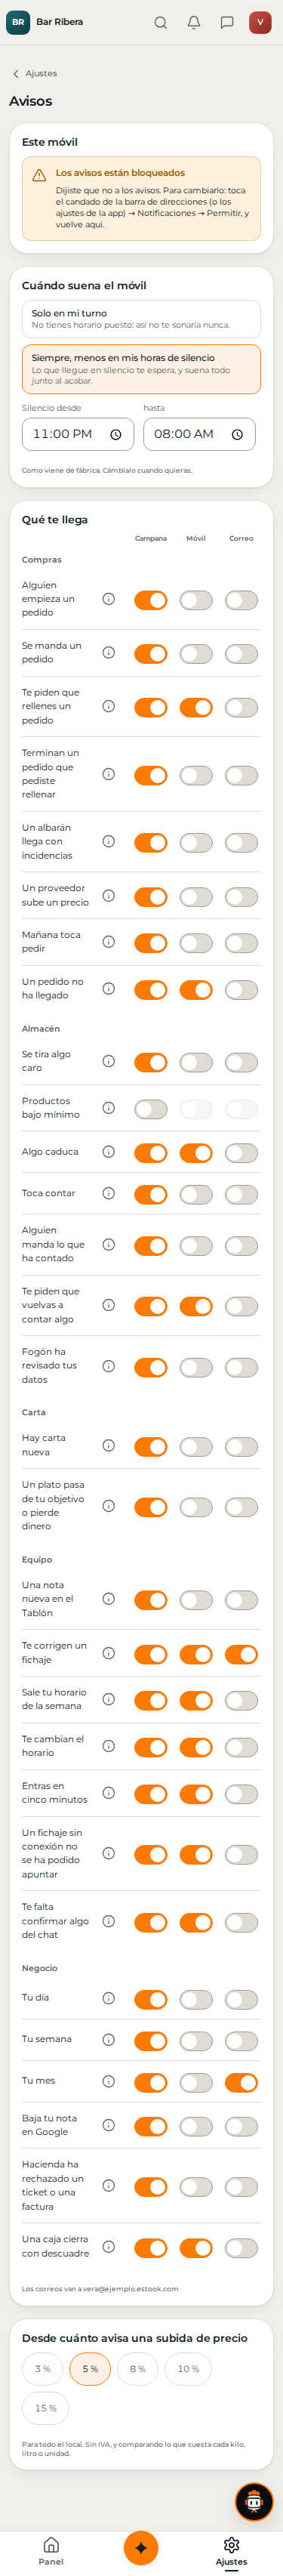 BR Bar Ribera V
Ajustes
Avisos
Este móvil
Los avisos están bloqueados
Dijiste que no a los avisos. Para cambiarlo: toca
el candado de la barra de direcciones (o los
ajustes de la app) → Notificaciones → Permitir, y
vuelve aquí.
Cuándo suena el móvil
Solo en mi turno
No tienes horario puesto: así no te sonaría nunca.
Siempre, menos en mis horas de silencio
Lo que llegue en silencio te espera, y suena todo
junto al acabar.
Silencio desde hasta
11:00 PM 08:00 AM
Como viene de fábrica. Cámbialo cuando quieras.
Qué te llega
Campana Móvil Correo
Compras
Alguien
empieza un
pedido
Se manda un
pedido
Te piden que
rellenes un
pedido
Terminan un
pedido que
pediste
rellenar
Un albarán
llega con
incidencias
Un proveedor
sube un precio
Mañana toca
pedir
Un pedido no
ha llegado
Almacén
Se tira algo
caro
Productos
bajo mínimo
Algo caduca
Toca contar
Alguien
manda lo que
ha contado
Te piden que
vuelvas a
contar algo
Fogón ha
revisado tus
datos
Carta
Hay carta
nueva
Un plato pasa
de tu objetivo
o pierde
dinero
Equipo
Una nota
nueva en el
Tablón
Te corrigen un
fichaje
Sale tu horario
de la semana
Te cambian el
horario
Entras en
cinco minutos
Un fichaje sin
conexión no
se ha podido
apuntar
Te falta
confirmar algo
del chat
Negocio
Tu día
Tu semana
Tu mes
Baja tu nota
en Google
Hacienda ha
rechazado un
ticket o una
factura
Una caja cierra
con descuadre
Los correos van a vera@ejemplo.estook.com
Desde cuánto avisa una subida de precio
3 % 5 % 8 % 10 %
15 %
Para todo el local. Sin IVA, y comparando lo que cuesta cada kilo,
litro o unidad.
Panel Ajustes